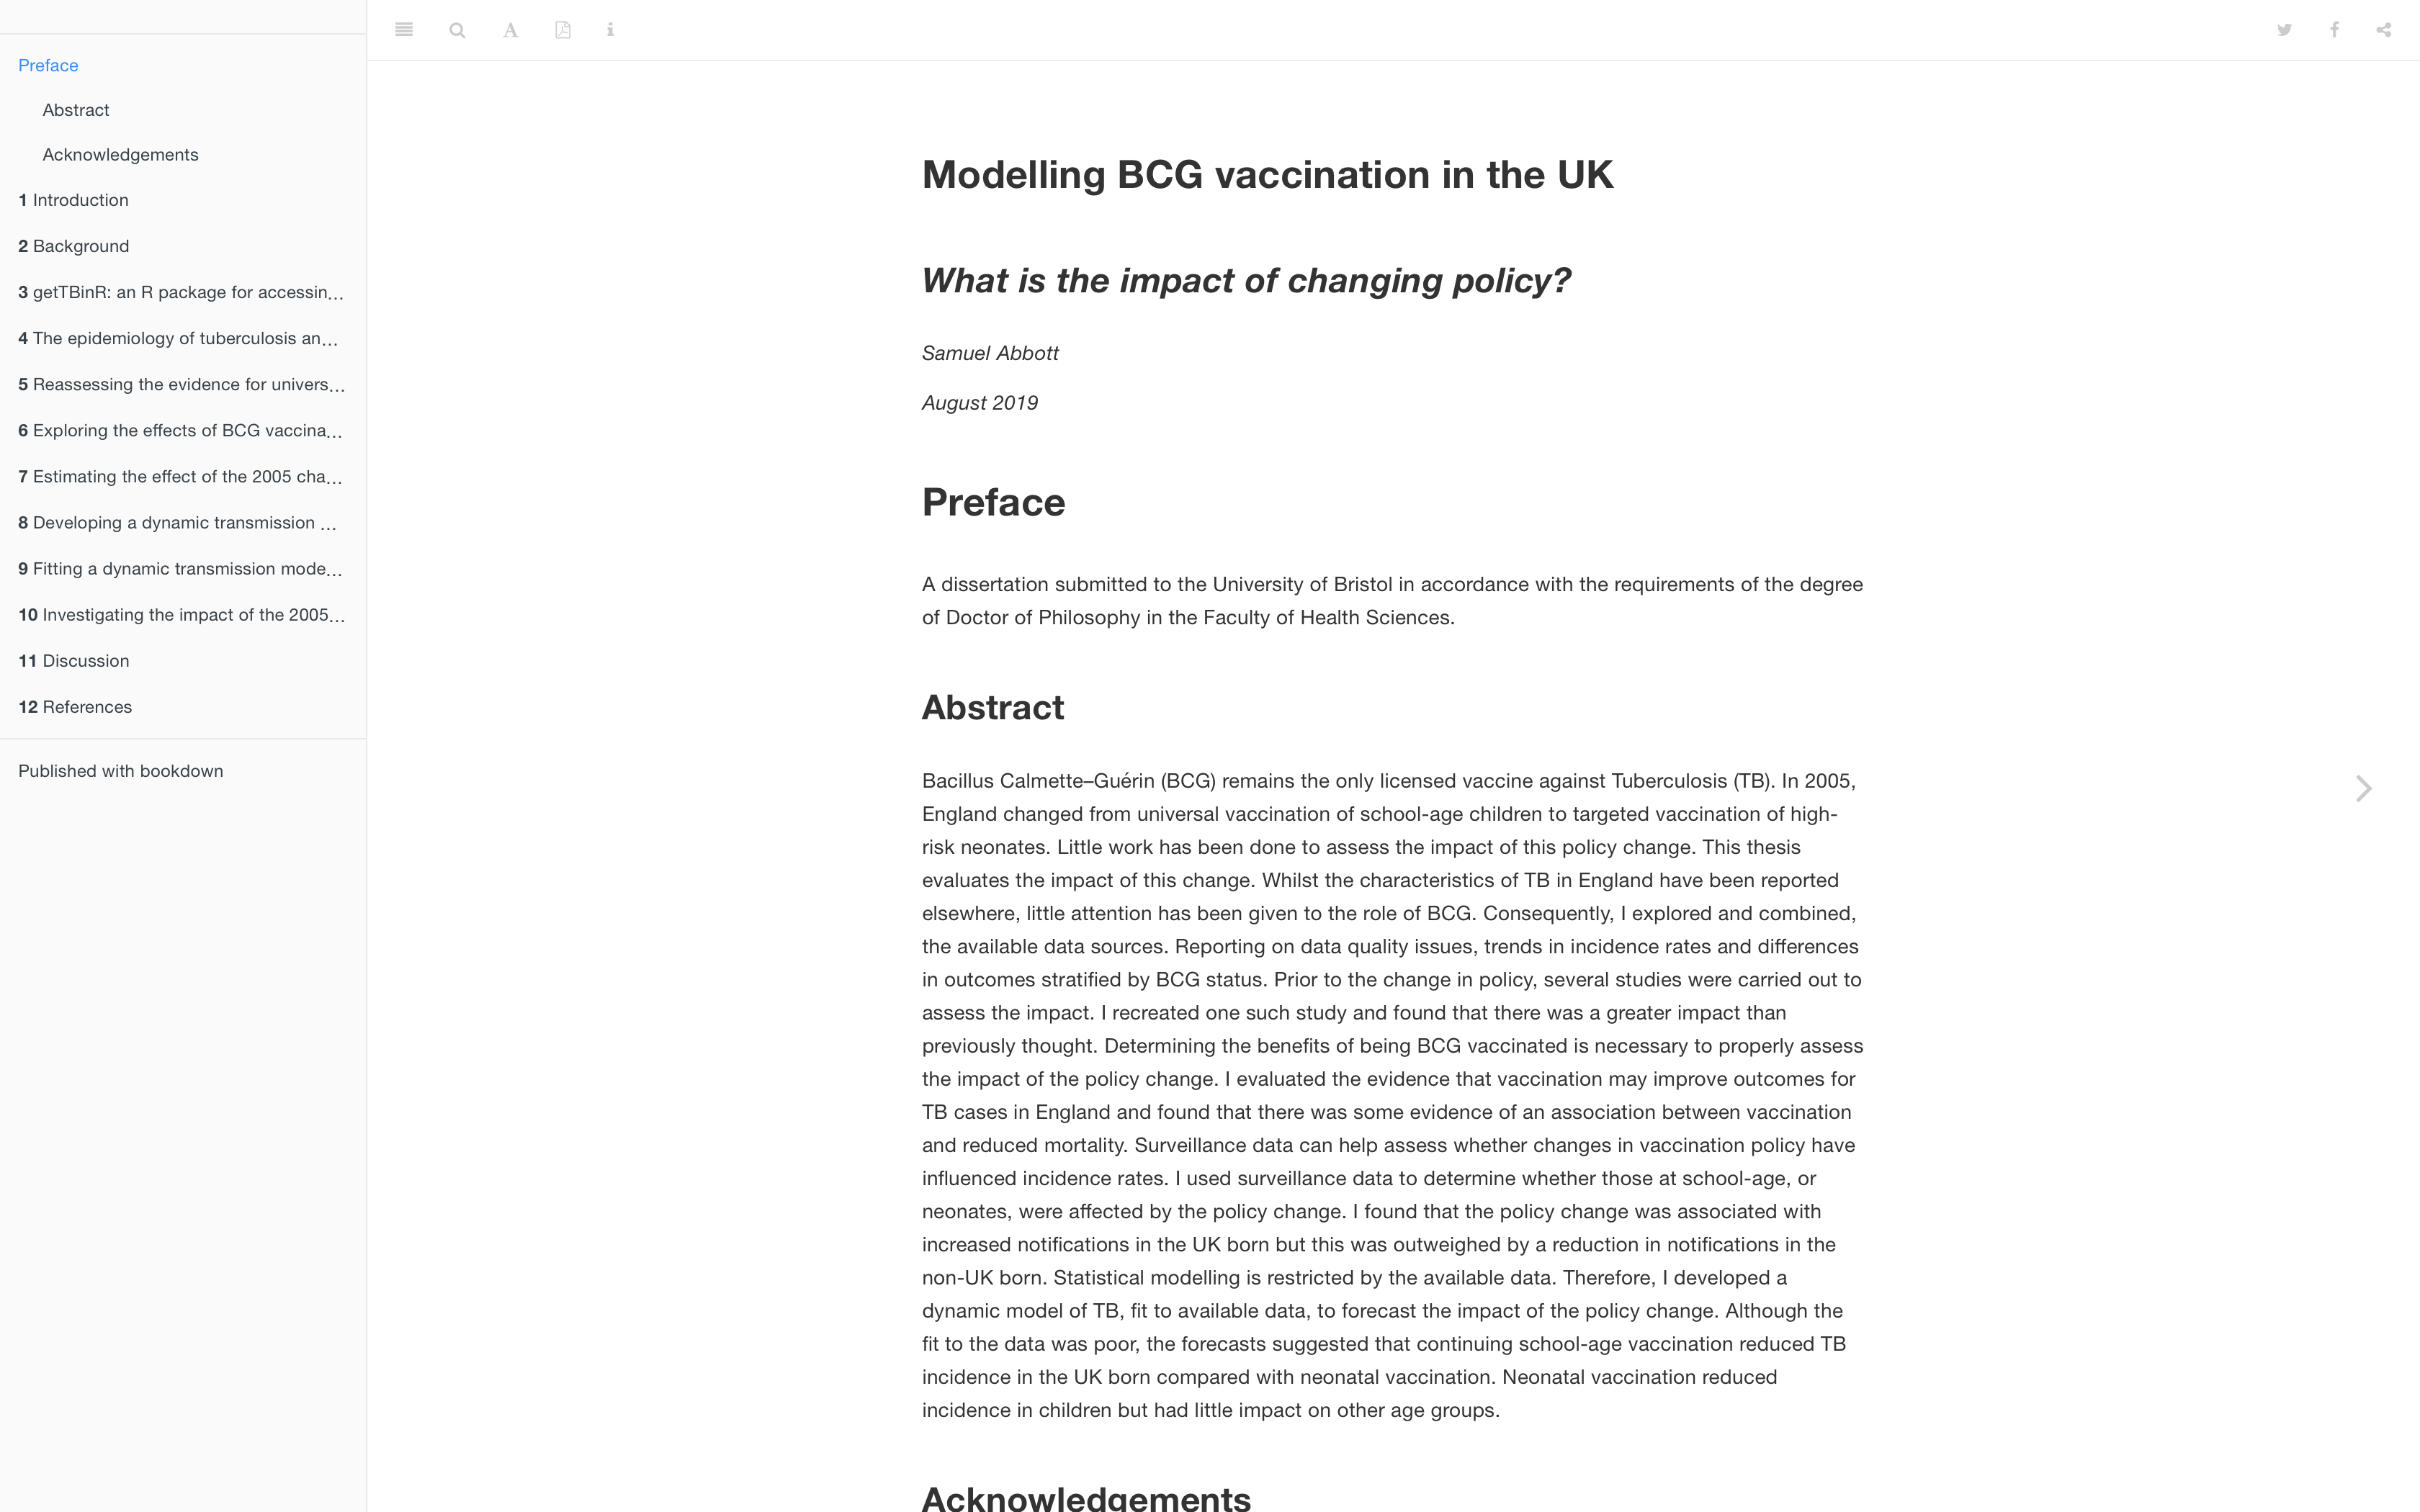 Preface
Abstract
Acknowledgements
1 Introduction
2 Background
3 getTBinR: an R package for accessin...
4 The epidemiology of tuberculosis an...
5 Reassessing the evidence for univers...
6 Exploring the effects of BCG vaccina...
7 Estimating the effect of the 2005 cha...
8 Developing a dynamic transmission ...
9 Fitting a dynamic transmission mode...
10 Investigating the impact of the 2005...
11 Discussion
12 References
Published with bookdown
Modelling BCG vaccination in the UK
What is the impact of changing policy?
Samuel Abbott
August 2019
Preface
A dissertation submitted to the University of Bristol in accordance with the requirements of the degree
of Doctor of Philosophy in the Faculty of Health Sciences.
Abstract
Bacillus Calmette–Guérin (BCG) remains the only licensed vaccine against Tuberculosis (TB). In 2005,
England changed from universal vaccination of school-age children to targeted vaccination of high-
risk neonates. Little work has been done to assess the impact of this policy change. This thesis
evaluates the impact of this change. Whilst the characteristics of TB in England have been reported
elsewhere, little attention has been given to the role of BCG. Consequently, I explored and combined,
the available data sources. Reporting on data quality issues, trends in incidence rates and differences
in outcomes stratified by BCG status. Prior to the change in policy, several studies were carried out to
assess the impact. I recreated one such study and found that there was a greater impact than
previously thought. Determining the benefits of being BCG vaccinated is necessary to properly assess
the impact of the policy change. I evaluated the evidence that vaccination may improve outcomes for
TB cases in England and found that there was some evidence of an association between vaccination
and reduced mortality. Surveillance data can help assess whether changes in vaccination policy have
influenced incidence rates. I used surveillance data to determine whether those at school-age, or
neonates, were affected by the policy change. I found that the policy change was associated with
increased notifications in the UK born but this was outweighed by a reduction in notifications in the
non-UK born. Statistical modelling is restricted by the available data. Therefore, I developed a
dynamic model of TB, fit to available data, to forecast the impact of the policy change. Although the
fit to the data was poor, the forecasts suggested that continuing school-age vaccination reduced TB
incidence in the UK born compared with neonatal vaccination. Neonatal vaccination reduced
incidence in children but had little impact on other age groups.
Acknowledgements